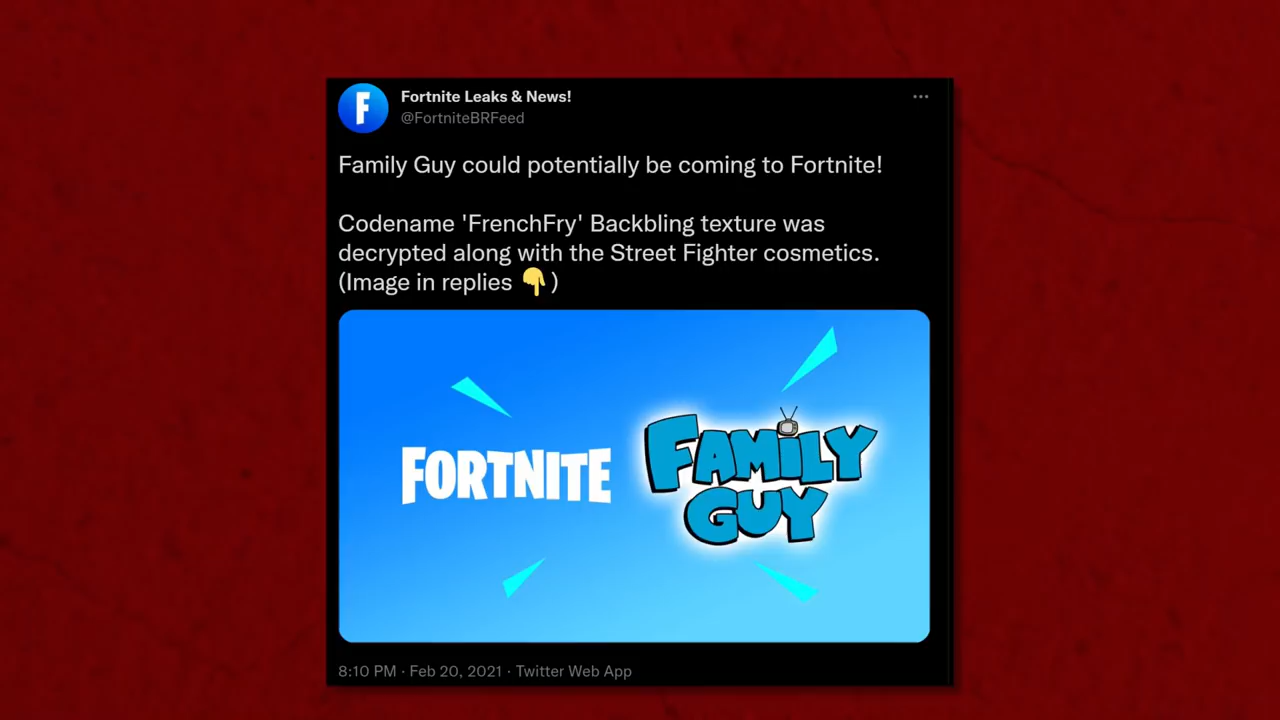 F
Fortnite Leaks & News!
@FortniteBRFeed
Family Guy could potentially be coming to Fortnite!
Codename 'FrenchFry' Backbling texture was
decrypted along with the Street Fighter cosmetics.
(Image in replies 👇)
FORTNITE
FAMiLY
GUY
8:10 PM · Feb 20, 2021 · Twitter Web App